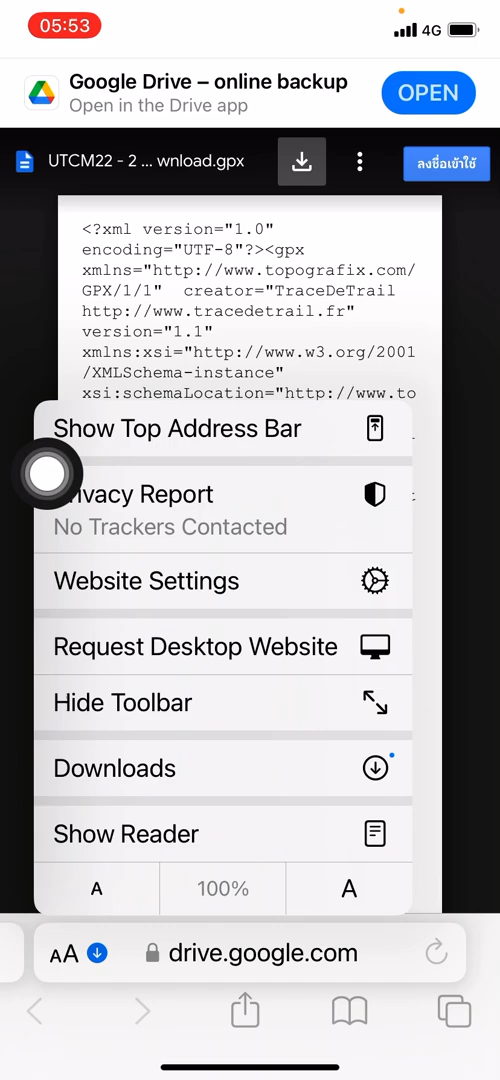 05:53
4G
Google Drive – online backup
Open in the Drive app
OPEN
UTCM22 - 2 ... wnload.gpx
ลงชื่อเข้าใช้
<?xml version="1.0"
encoding="UTF-8"?><gpx
xmlns="http://www.topografix.com/
GPX/1/1"  creator="TraceDeTrail
http://www.tracedetrail.fr"
version="1.1"
xmlns:xsi="http://www.w3.org/2001
/XMLSchema-instance"
xsi:schemaLocation="http://www.to
Show Top Address Bar
Privacy Report
No Trackers Contacted
Website Settings
Request Desktop Website
Hide Toolbar
Downloads
Show Reader
A 100% A
AA drive.google.com